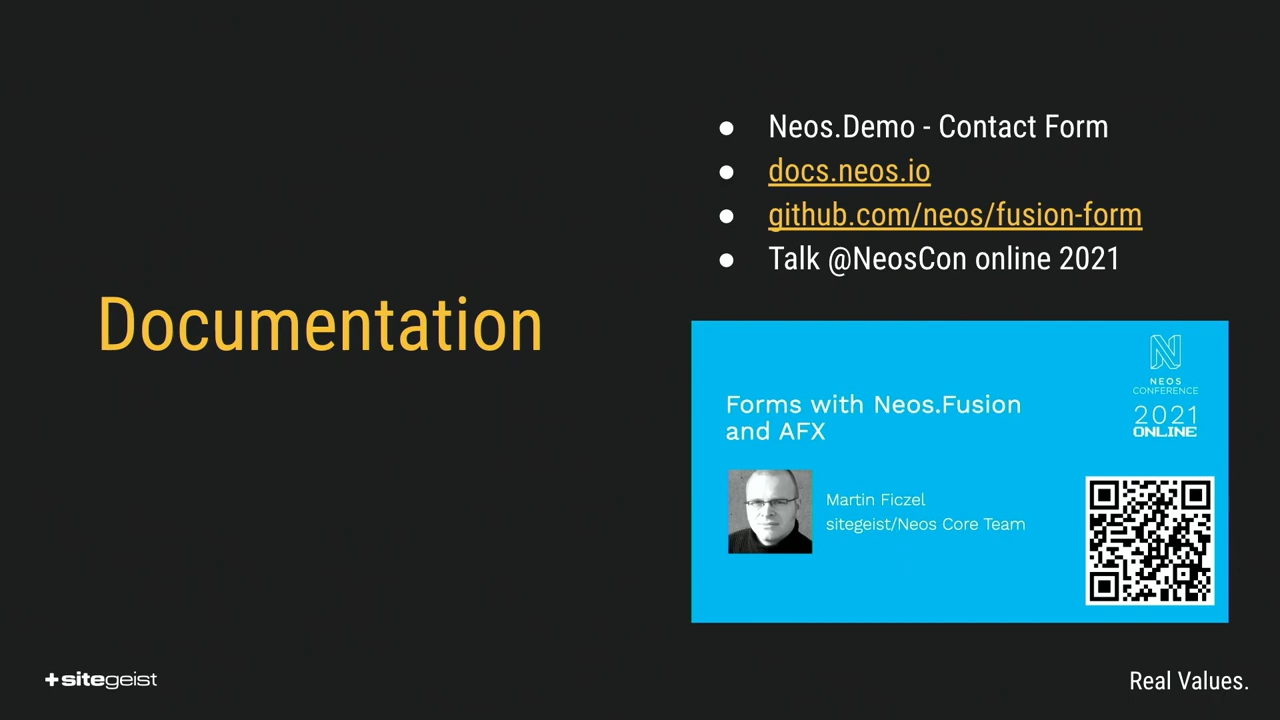 Documentation
● Neos.Demo - Contact Form
● docs.neos.io
● github.com/neos/fusion-form
● Talk @NeosCon online 2021
Forms with Neos.Fusion
and AFX
Martin Ficzel
sitegeist/Neos Core Team
NEOS
CONFERENCE
2021
ONLINE
+sitegeist
Real Values.